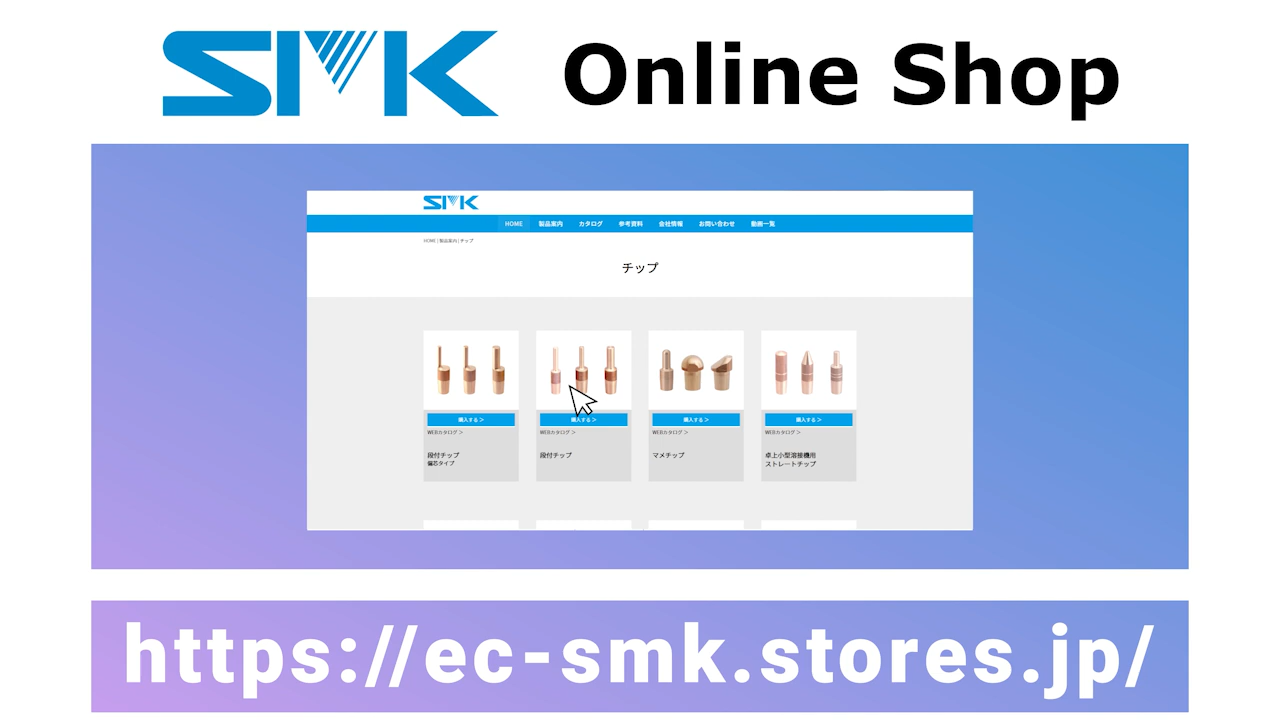 SMK Online Shop
SMK
HOME 製品案内 カタログ 参考資料 会社情報 お問い合わせ 動画一覧
HOME | 製品案内 | チップ
チップ
購入する ＞ 購入する ＞ 購入する ＞ 購入する ＞
WEBカタログ ＞ WEBカタログ ＞ WEBカタログ ＞ WEBカタログ ＞
段付チップ 段付チップ マメチップ 卓上小型溶接機用
偏芯タイプ ストレートチップ
https://ec-smk.stores.jp/